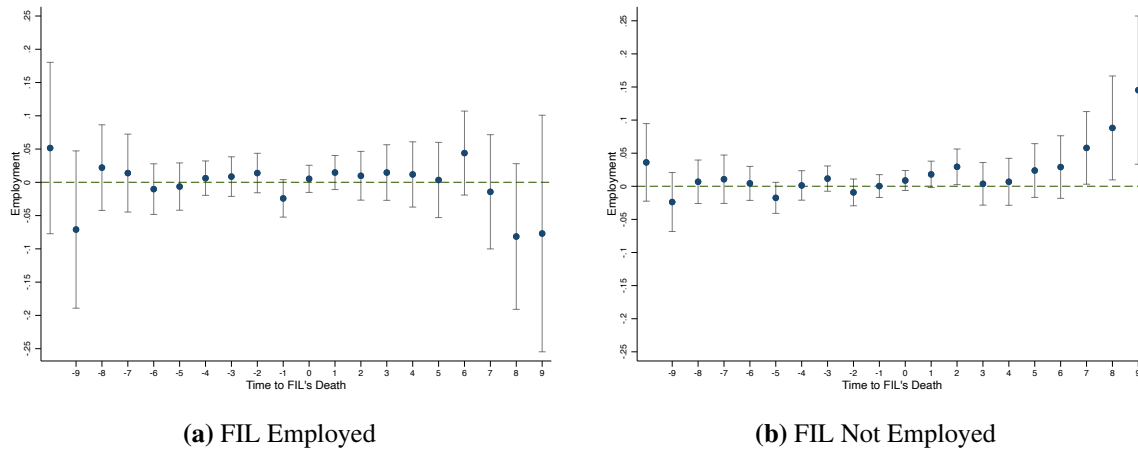 .25
.2
.15
.1
.05
0
-.05
-.1
-.15
-.2
-.25
Employment
-9 -8 -7 -6 -5 -4 -3 -2 -1 0 1 2 3 4 5 6 7 8 9
Time to FIL's Death
(a) FIL Employed
.25
.2
.15
.1
.05
0
-.05
-.1
-.15
-.2
-.25
Employment
-9 -8 -7 -6 -5 -4 -3 -2 -1 0 1 2 3 4 5 6 7 8 9
Time to FIL's Death
(b) FIL Not Employed